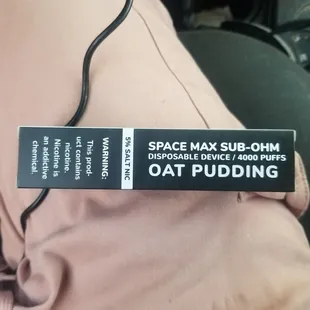 SPACE MAX SUB-OHM
DISPOSABLE DEVICE / 4000 PUFFS
OAT PUDDING
5% SALT NIC
WARNING:
This prod-
uct contains
nicotine.
Nicotine is
an addictive
chemical.